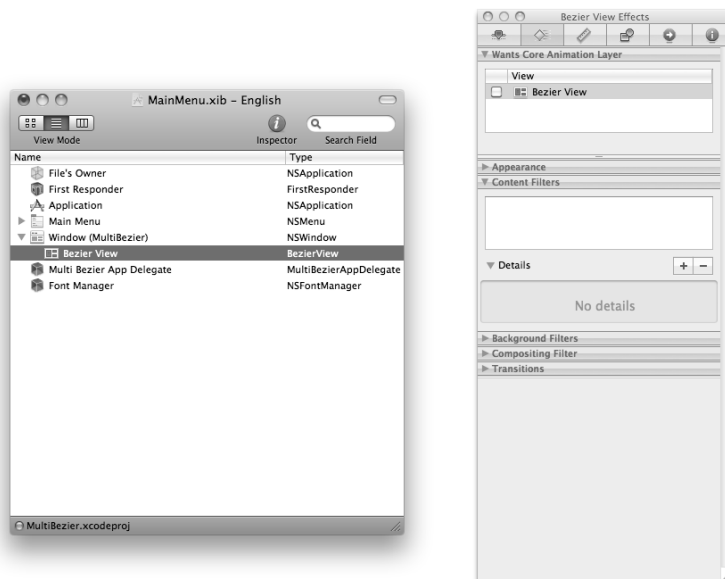 MainMenu.xib – English
View Mode
Inspector
Search Field
Name Type
File's Owner NSApplication
First Responder FirstResponder
Application NSApplication
Main Menu NSMenu
Window (MultiBezier) NSWindow
Bezier View BezierView
Multi Bezier App Delegate MultiBezierAppDelegate
Font Manager NSFontManager
MultiBezier.xcodeproj
Bezier View Effects
Wants Core Animation Layer
View
Bezier View
Appearance
Content Filters
Details
No details
Background Filters
Compositing Filter
Transitions